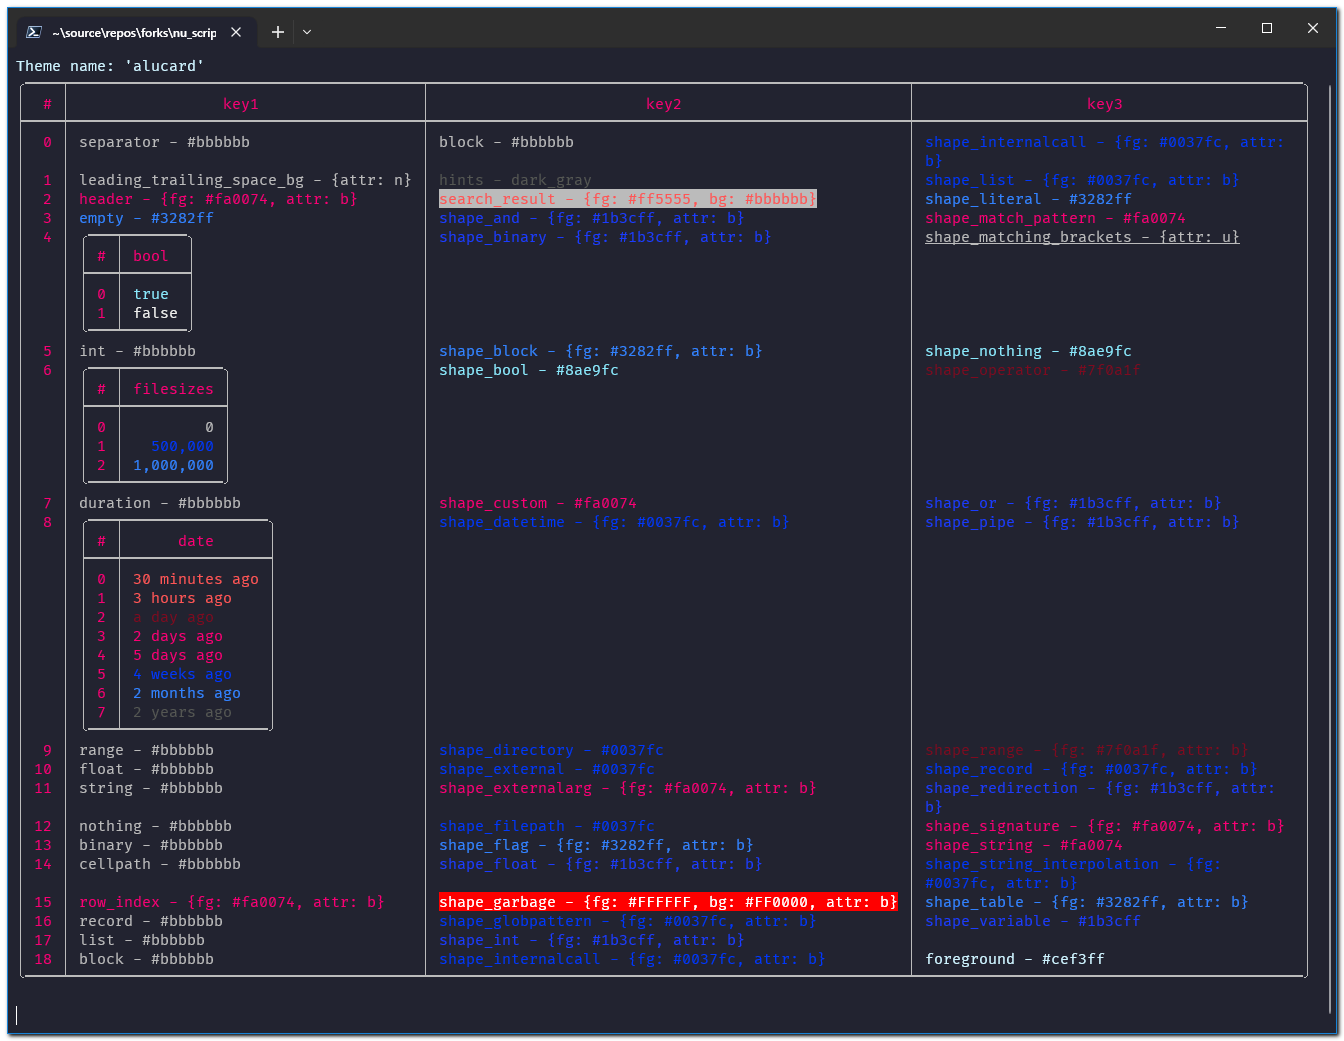 ~\source\repos\forks\nu_scrip
Theme name: 'alucard'
# key1 key2 key3
0 separator - #bbbbbb block - #bbbbbb shape_internalcall - {fg: #0037fc, attr:
b}
1 leading_trailing_space_bg - {attr: n} hints - dark_gray shape_list - {fg: #0037fc, attr: b}
2 header - {fg: #fa0074, attr: b} search_result - {fg: #ff5555, bg: #bbbbbb} shape_literal - #3282ff
3 empty - #3282ff shape_and - {fg: #1b3cff, attr: b} shape_match_pattern - #fa0074
4 shape_binary - {fg: #1b3cff, attr: b} shape_matching_brackets - {attr: u}
# bool
0 true
1 false
5 int - #bbbbbb shape_block - {fg: #3282ff, attr: b} shape_nothing - #8ae9fc
6 shape_bool - #8ae9fc shape_operator - #7f0a1f
# filesizes
0 0
1 500,000
2 1,000,000
7 duration - #bbbbbb shape_custom - #fa0074 shape_or - {fg: #1b3cff, attr: b}
8 shape_datetime - {fg: #0037fc, attr: b} shape_pipe - {fg: #1b3cff, attr: b}
# date
0 30 minutes ago
1 3 hours ago
2 a day ago
3 2 days ago
4 5 days ago
5 4 weeks ago
6 2 months ago
7 2 years ago
9 range - #bbbbbb shape_directory - #0037fc shape_range - {fg: #7f0a1f, attr: b}
10 float - #bbbbbb shape_external - #0037fc shape_record - {fg: #0037fc, attr: b}
11 string - #bbbbbb shape_externalarg - {fg: #fa0074, attr: b} shape_redirection - {fg: #1b3cff, attr:
b}
12 nothing - #bbbbbb shape_filepath - #0037fc shape_signature - {fg: #fa0074, attr: b}
13 binary - #bbbbbb shape_flag - {fg: #3282ff, attr: b} shape_string - #fa0074
14 cellpath - #bbbbbb shape_float - {fg: #1b3cff, attr: b} shape_string_interpolation - {fg:
#0037fc, attr: b}
15 row_index - {fg: #fa0074, attr: b} shape_garbage - {fg: #FFFFFF, bg: #FF0000, attr: b} shape_table - {fg: #3282ff, attr: b}
16 record - #bbbbbb shape_globpattern - {fg: #0037fc, attr: b} shape_variable - #1b3cff
17 list - #bbbbbb shape_int - {fg: #1b3cff, attr: b}
18 block - #bbbbbb shape_internalcall - {fg: #0037fc, attr: b} foreground - #cef3ff